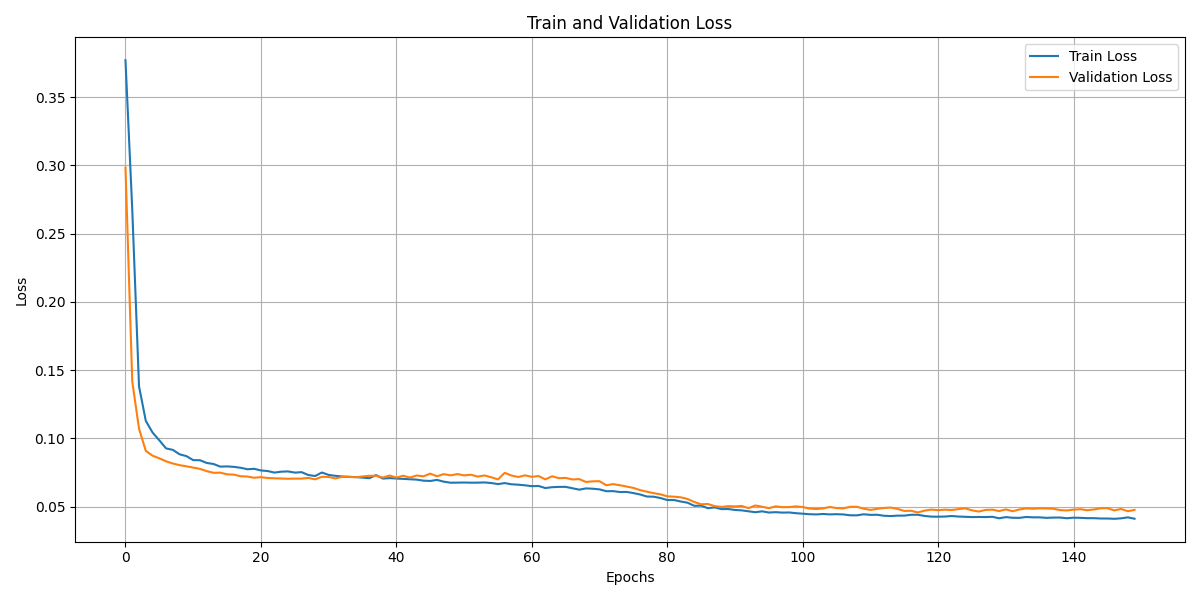 Train and Validation Loss
Train Loss
Validation Loss
0.35
0.30
0.25
0.20
0.15
0.10
0.05
Loss
0 20 40 60 80 100 120 140
Epochs